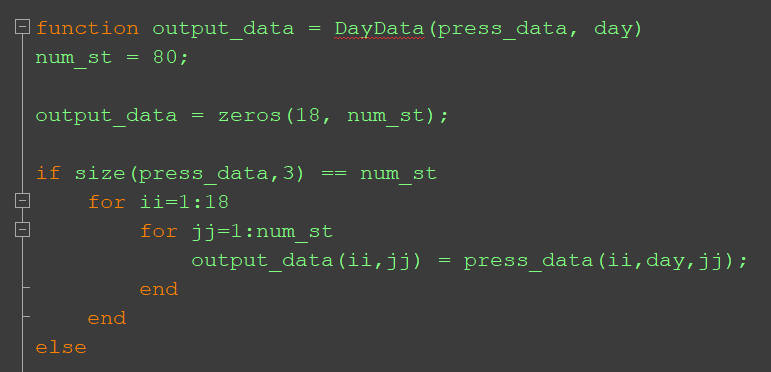 function output_data = DayData(press_data, day)
num_st = 80;
output_data = zeros(18, num_st);
if size(press_data,3) == num_st
for ii=1:18
for jj=1:num_st
output_data(ii,jj) = press_data(ii,day,jj);
end
end
else